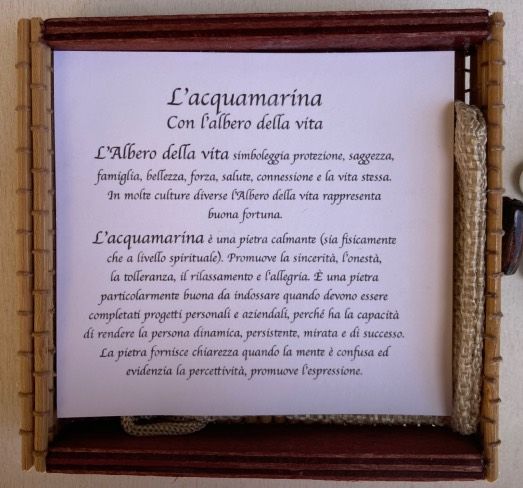 L'acquamarina
Con l'albero della vita
L'Albero della vita simboleggia protezione, saggezza,
famiglia, bellezza, forza, salute, connessione e la vita stessa.
In molte culture diverse l'Albero della vita rappresenta
buona fortuna.
L'acquamarina è una pietra calmante (sia fisicamente
che a livello spirituale). Promuove la sincerità, l'onestà,
la tolleranza, il rilassamento e l'allegria. È una pietra
particolarmente buona da indossare quando devono essere
completati progetti personali e aziendali, perché ha la capacità
di rendere la persona dinamica, persistente, mirata e di successo.
La pietra fornisce chiarezza quando la mente è confusa ed
evidenzia la percettività, promuove l'espressione.